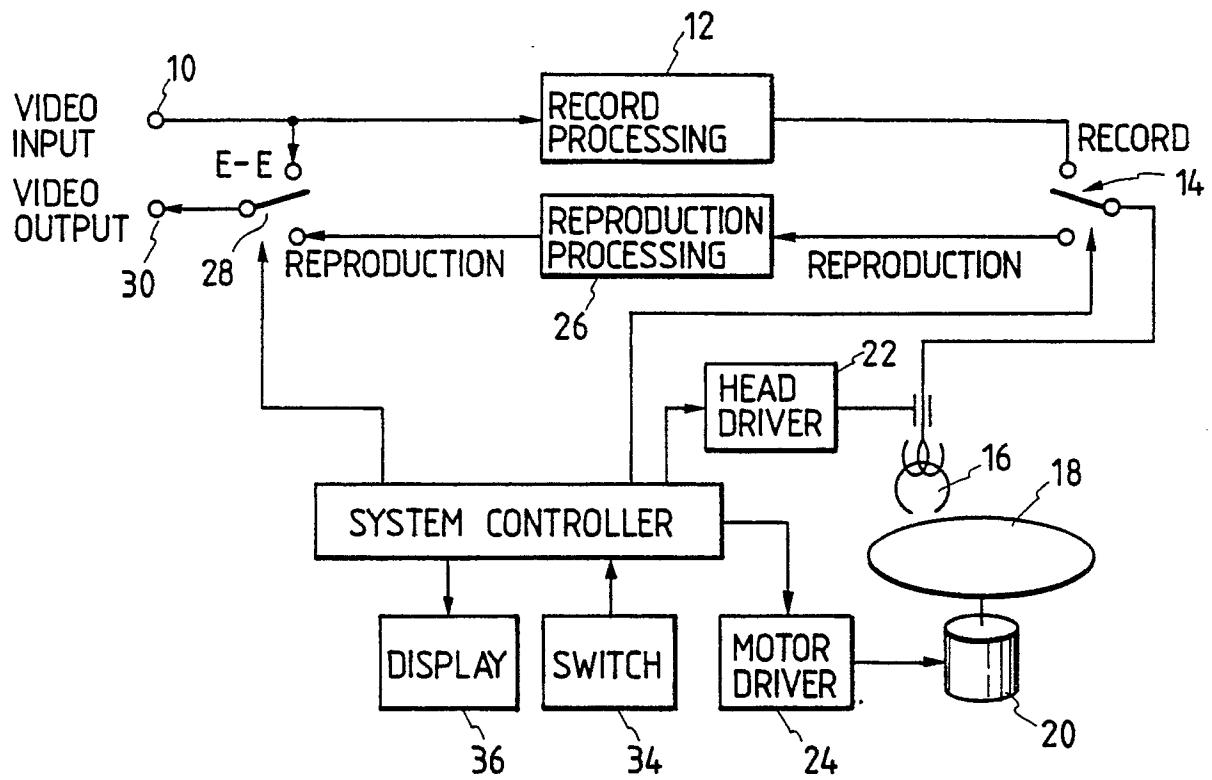 12
10
VIDEO
INPUT
RECORD
PROCESSING
RECORD
E-E
14
VIDEO
OUTPUT
REPRODUCTION
PROCESSING
REPRODUCTION
REPRODUCTION
30
28
26
22
HEAD
DRIVER
16
18
SYSTEM CONTROLLER
DISPLAY
SWITCH
MOTOR
DRIVER
36
34
24
20